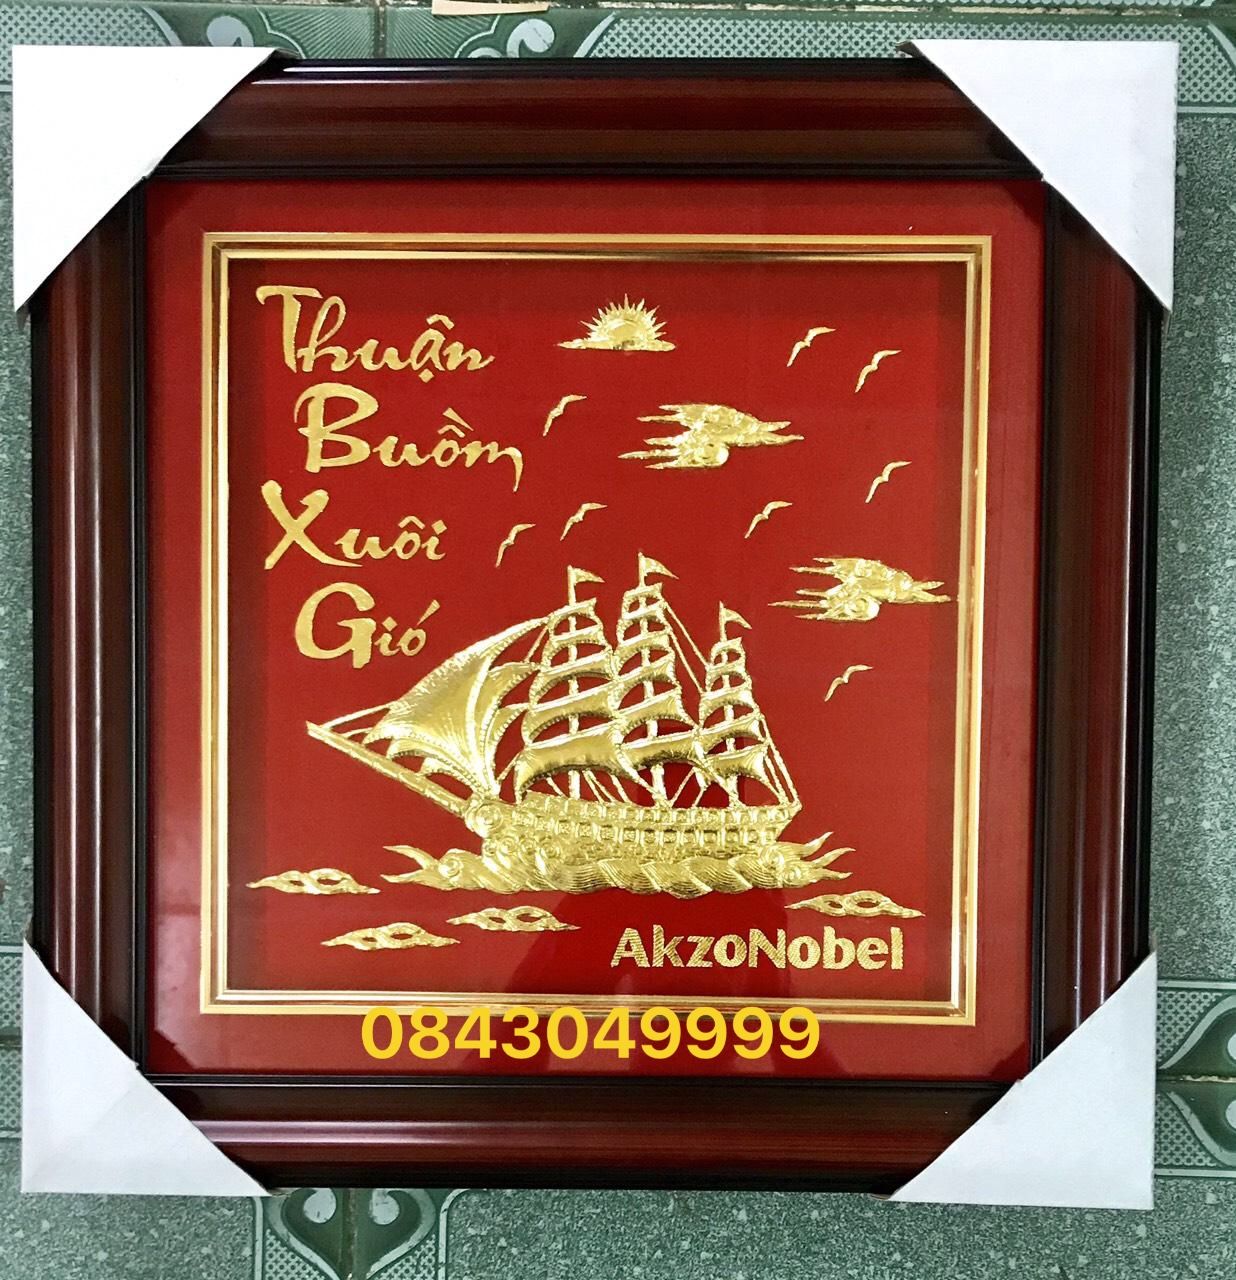 Thuận
Buồm
Xuôi
Gió
AkzoNobel
0843049999